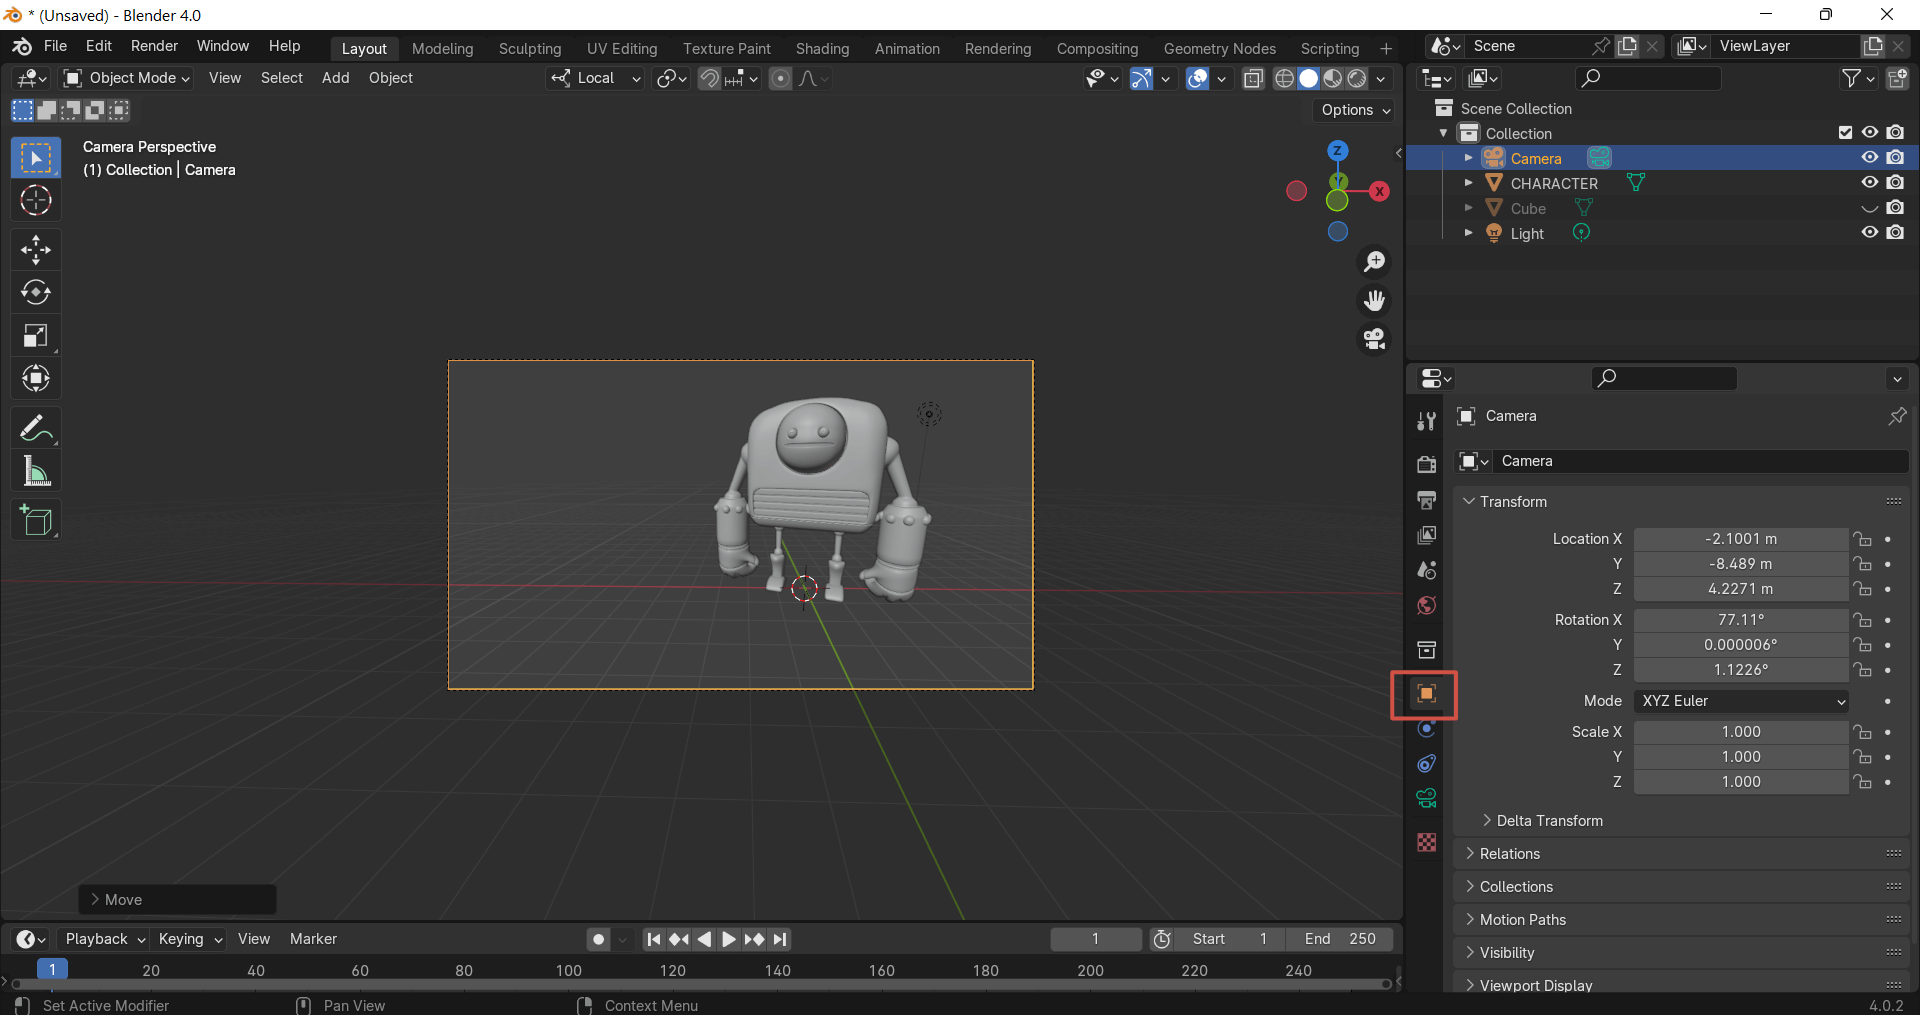 * (Unsaved) - Blender 4.0
File Edit Render Window Help Layout Modeling Sculpting UV Editing Texture Paint Shading Animation Rendering Compositing Geometry Nodes Scripting + Scene ViewLayer
Object Mode View Select Add Object Local
Options
Camera Perspective
(1) Collection | Camera
Z
X
Scene Collection
Collection
Camera
CHARACTER
Cube
Light
Camera
Camera
Transform
Location X -2.1001 m
Y -8.489 m
Z 4.2271 m
Rotation X 77.11°
Y 0.000006°
Z 1.1226°
Mode XYZ Euler
Scale X 1.000
Y 1.000
Z 1.000
Delta Transform
Relations
Collections
Motion Paths
Visibility
Viewport Display
Move
Playback Keying View Marker 1 Start 1 End 250
1 20 40 60 80 100 120 140 160 180 200 220 240
Set Active Modifier Pan View Context Menu 4.0.2